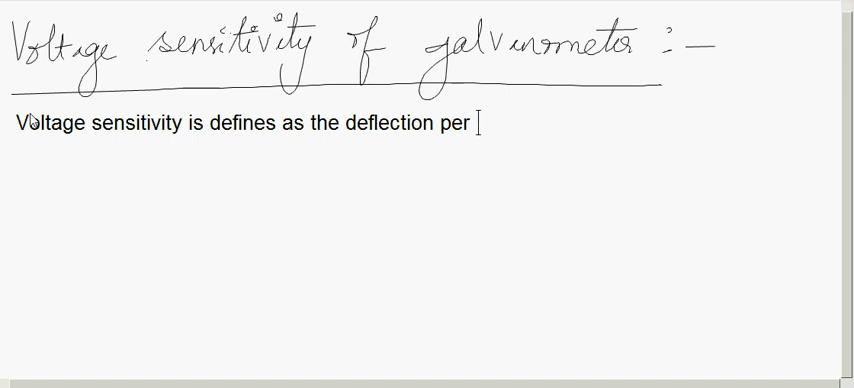 Voltage sensitivity of galvanometer :—
Voltage sensitivity is defines as the deflection per